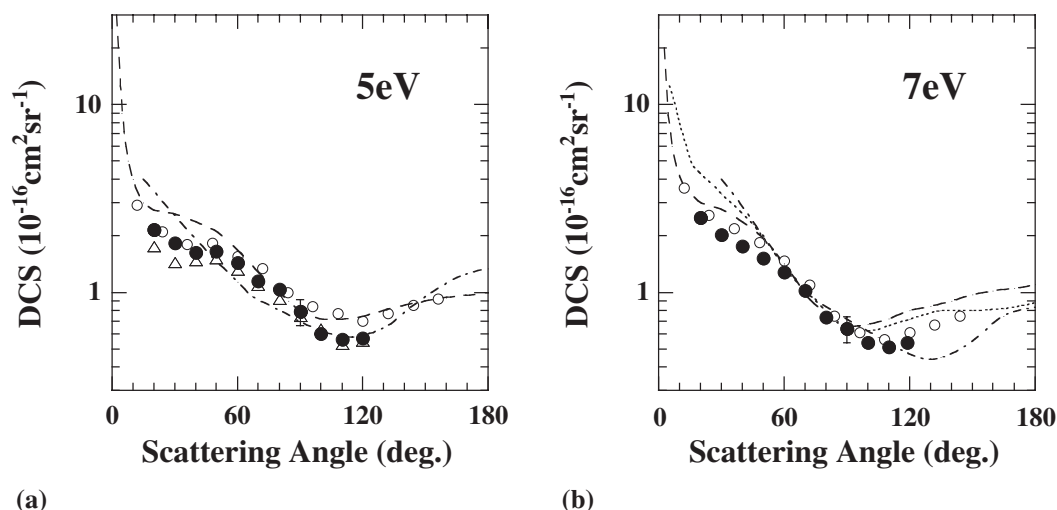 5eV
10
1
0
60
120
180
DCS (10⁻¹⁶cm²sr⁻¹)
Scattering Angle (deg.)
(a)
7eV
10
1
0
60
120
180
DCS (10⁻¹⁶cm²sr⁻¹)
Scattering Angle (deg.)
(b)